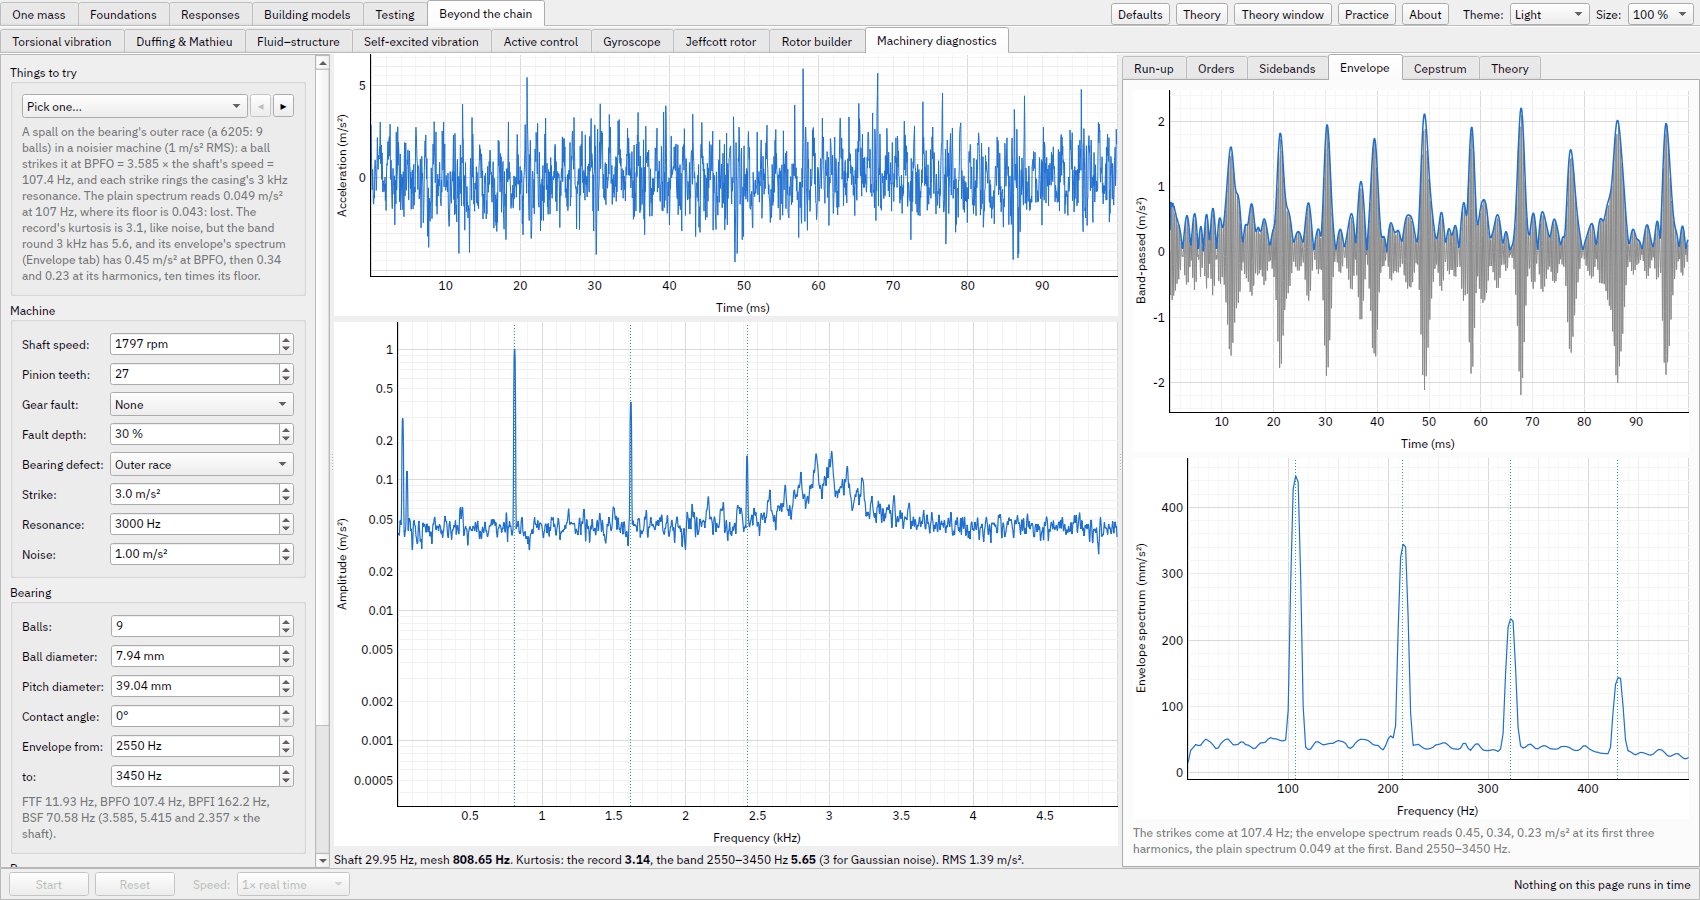 One mass
Foundations
Responses
Building models
Testing
Beyond the chain
Defaults
Theory
Theory window
Practice
About
Theme:
Light
Size:
100 %
Torsional vibration
Duffing & Mathieu
Fluid–structure
Self-excited vibration
Active control
Gyroscope
Jeffcott rotor
Rotor builder
Machinery diagnostics
Things to try
Pick one...
A spall on the bearing's outer race (a 6205: 9
balls) in a noisier machine (1 m/s² RMS): a ball
strikes it at BPFO = 3.585 × the shaft's speed =
107.4 Hz, and each strike rings the casing's 3 kHz
resonance. The plain spectrum reads 0.049 m/s²
at 107 Hz, where its floor is 0.043: lost. The
record's kurtosis is 3.1, like noise, but the band
round 3 kHz has 5.6, and its envelope's spectrum
(Envelope tab) has 0.45 m/s² at BPFO, then 0.34
and 0.23 at its harmonics, ten times its floor.
Machine
Shaft speed: 1797 rpm
Pinion teeth: 27
Gear fault: None
Fault depth: 30 %
Bearing defect: Outer race
Strike: 3.0 m/s²
Resonance: 3000 Hz
Noise: 1.00 m/s²
Bearing
Balls: 9
Ball diameter: 7.94 mm
Pitch diameter: 39.04 mm
Contact angle: 0°
Envelope from: 2550 Hz
to: 3450 Hz
FTF 11.93 Hz, BPFO 107.4 Hz, BPFI 162.2 Hz,
BSF 70.58 Hz (3.585, 5.415 and 2.357 × the
shaft).
Acceleration (m/s²)
5
0
10 20 30 40 50 60 70 80 90
Time (ms)
Amplitude (m/s²)
1
0.5
0.2
0.1
0.05
0.02
0.01
0.005
0.002
0.001
0.0005
0.5 1 1.5 2 2.5 3 3.5 4 4.5
Frequency (kHz)
Shaft 29.95 Hz, mesh 808.65 Hz. Kurtosis: the record 3.14, the band 2550–3450 Hz 5.65 (3 for Gaussian noise). RMS 1.39 m/s².
Run-up
Orders
Sidebands
Envelope
Cepstrum
Theory
Band-passed (m/s²)
2
1
0
-1
-2
10 20 30 40 50 60 70 80 90
Time (ms)
Envelope spectrum (mm/s²)
400
300
200
100
0
100 200 300 400
Frequency (Hz)
The strikes come at 107.4 Hz; the envelope spectrum reads 0.45, 0.34, 0.23 m/s² at its first three
harmonics, the plain spectrum 0.049 at the first. Band 2550–3450 Hz.
Start
Reset
Speed:
1× real time
Nothing on this page runs in time